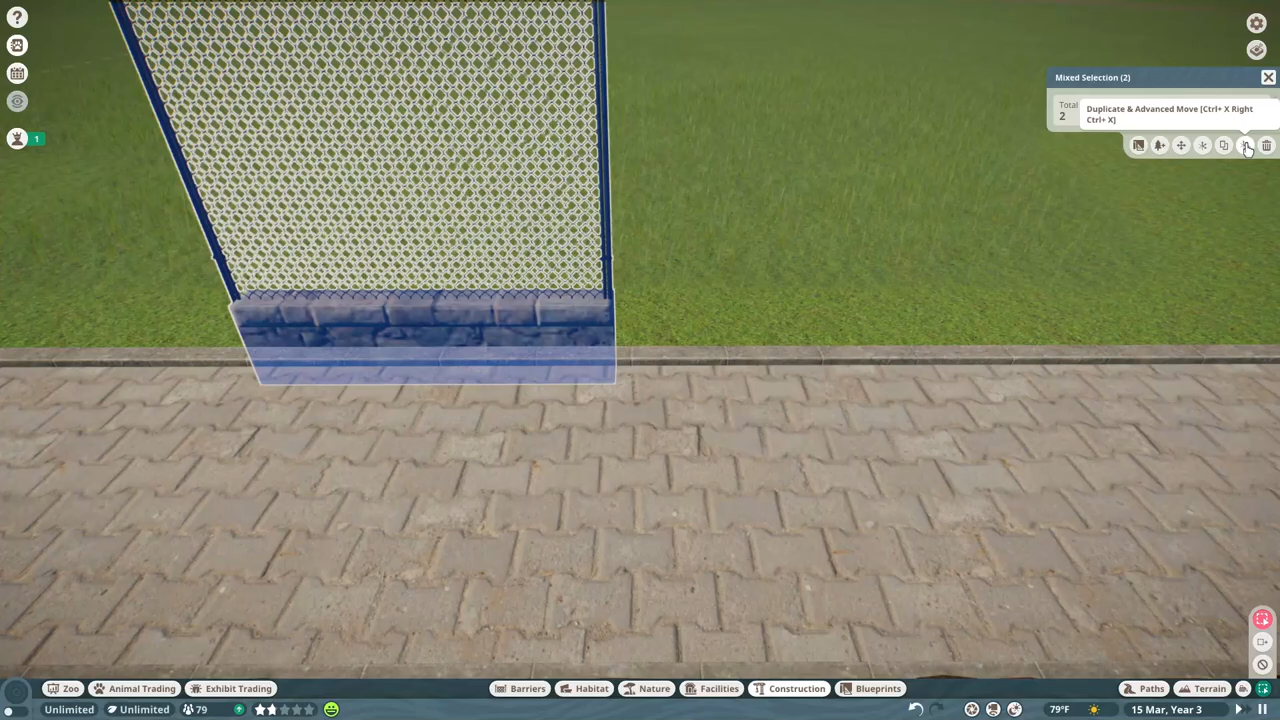 ?
Mixed Selection (2)
Total
2
Duplicate & Advanced Move [Ctrl+ X Right
Ctrl+ X]
1
Zoo
Animal Trading
Exhibit Trading
Barriers
Habitat
Nature
Facilities
Construction
Blueprints
Paths
Terrain
Unlimited
Unlimited
79
79°F
15 Mar, Year 3